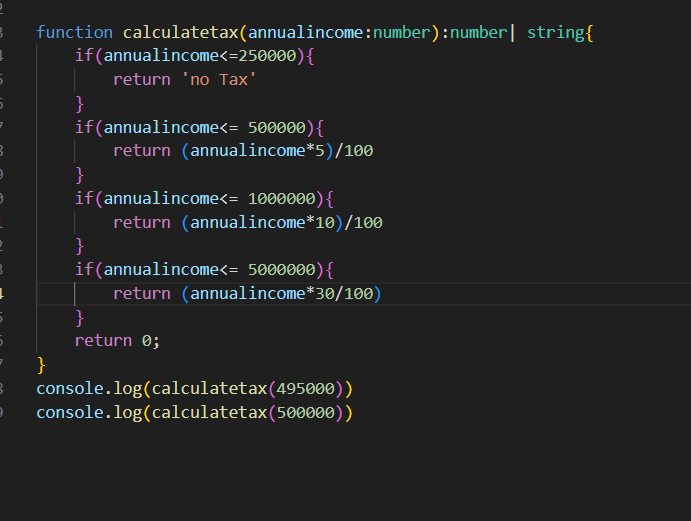 function calculatetax(annualincome:number):number| string{
if(annualincome<=250000){
return 'no Tax'
}
if(annualincome<= 500000){
return (annualincome*5)/100
}
if(annualincome<= 1000000){
return (annualincome*10)/100
}
if(annualincome<= 5000000){
return (annualincome*30/100)
}
return 0;
}
console.log(calculatetax(495000))
console.log(calculatetax(500000))